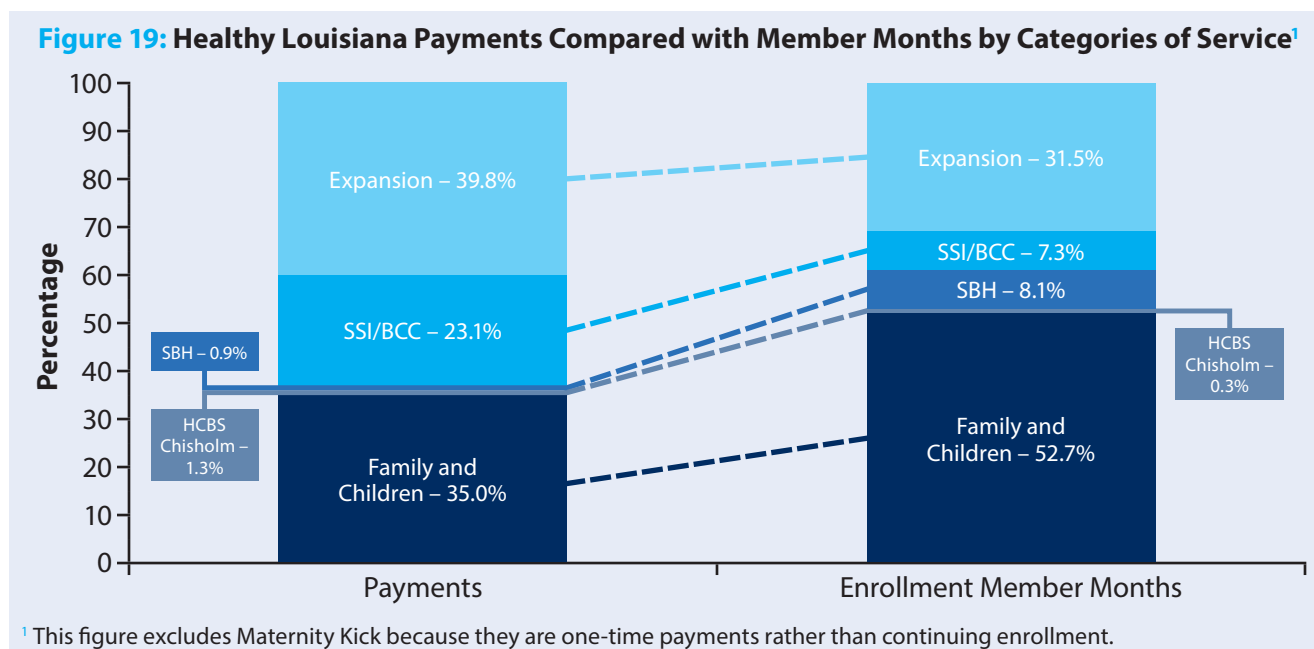 Figure 19: Healthy Louisiana Payments Compared with Member Months by Categories of Service¹
Percentage
100
90
80
70
60
50
40
30
20
10
0
Expansion – 39.8%
SSI/BCC – 23.1%
SBH – 0.9%
HCBS
Chisholm –
1.3%
Family and
Children – 35.0%
Expansion – 31.5%
SSI/BCC – 7.3%
SBH – 8.1%
HCBS
Chisholm –
0.3%
Family and
Children – 52.7%
Payments
Enrollment Member Months
¹ This figure excludes Maternity Kick because they are one-time payments rather than continuing enrollment.